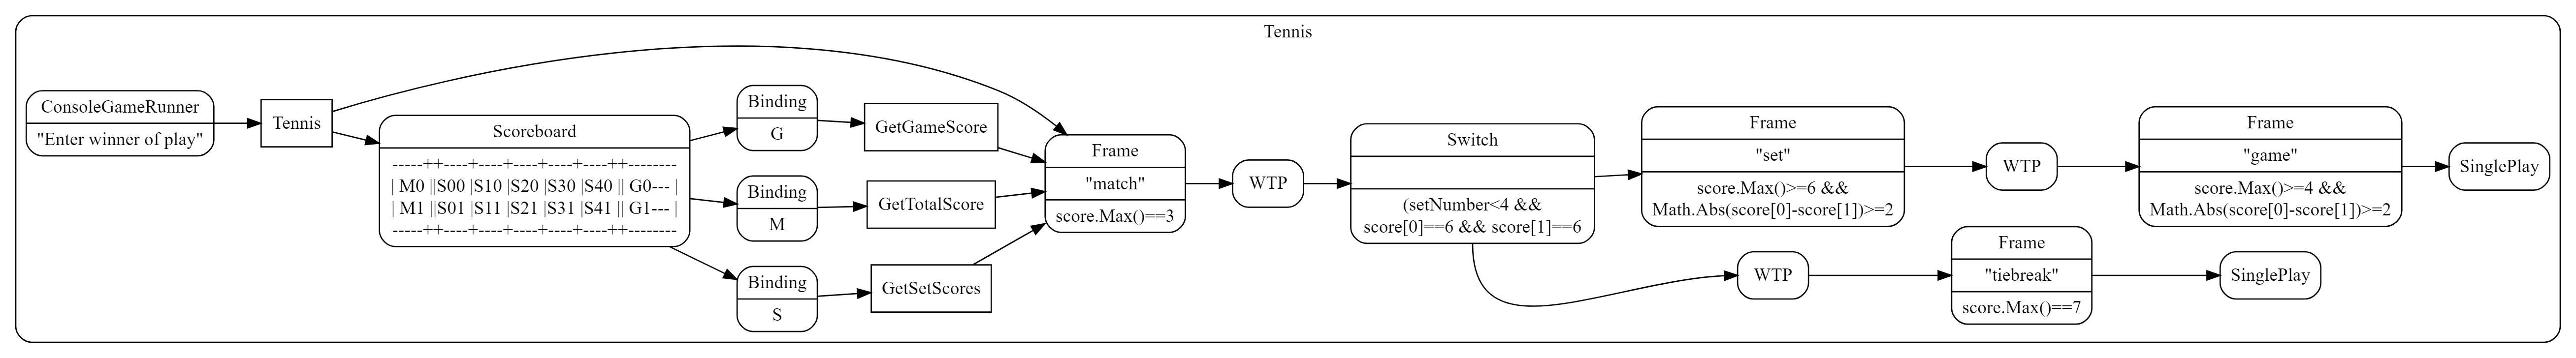 Tennis
ConsoleGameRunner
"Enter winner of play"
Tennis
Scoreboard
-----++----+----+----+----+----++--------
| M0 ||S00 |S10 |S20 |S30 |S40 || G0--- |
| M1 ||S01 |S11 |S21 |S31 |S41 || G1--- |
-----++----+----+----+----+----++--------
Binding
G
Binding
M
Binding
S
GetGameScore
GetTotalScore
GetSetScores
Frame
"match"
score.Max()==3
WTP
Switch
(setNumber<4 &&
score[0]==6 && score[1]==6
Frame
"set"
score.Max()>=6 &&
Math.Abs(score[0]-score[1])>=2
WTP
Frame
"game"
score.Max()>=4 &&
Math.Abs(score[0]-score[1])>=2
SinglePlay
WTP
Frame
"tiebreak"
score.Max()==7
SinglePlay